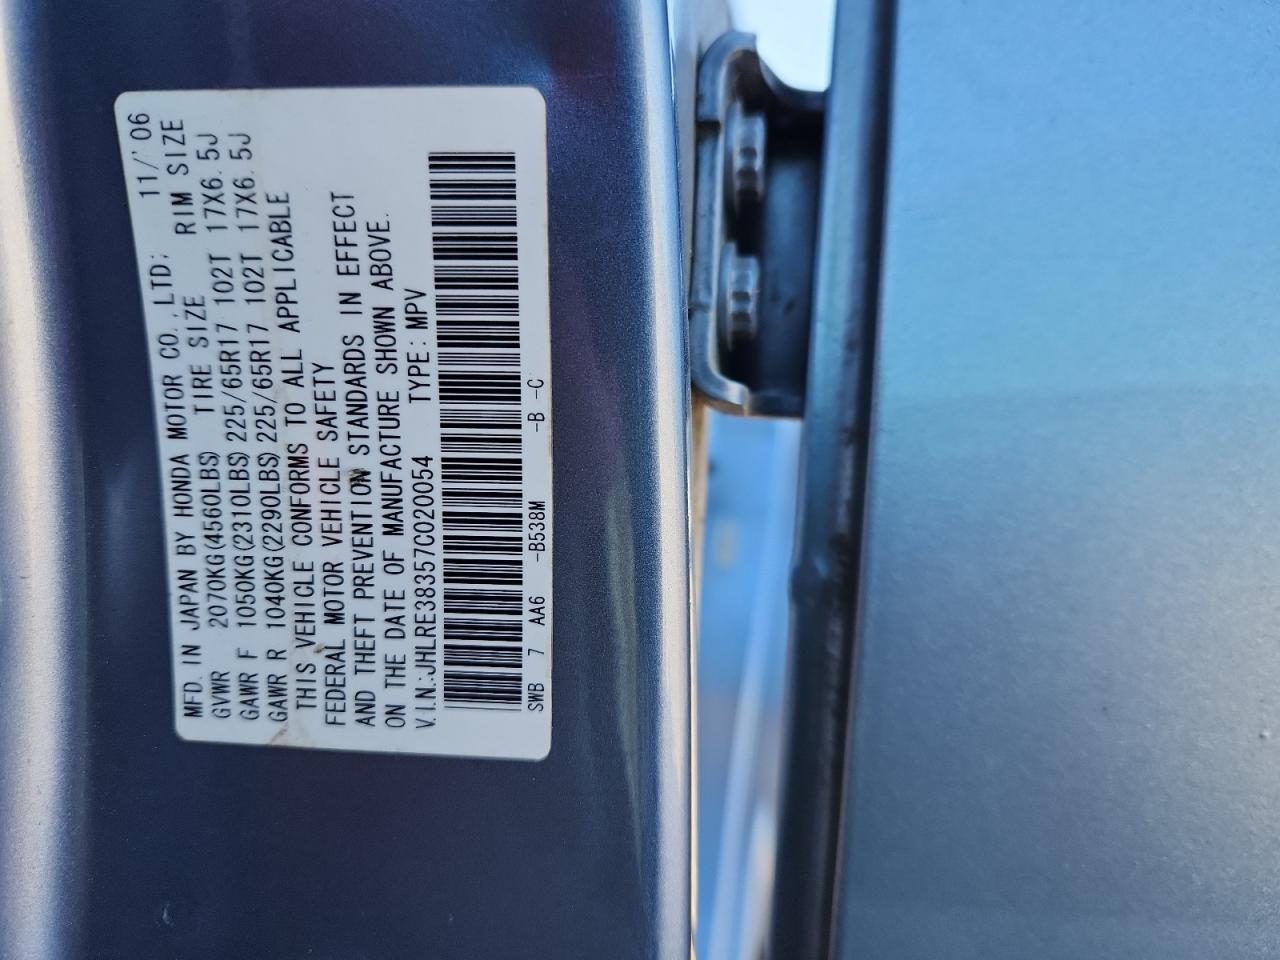 MFD. IN JAPAN BY HONDA MOTOR CO.,LTD; 11/'06
GVWR 2070KG(4560LBS) TIRE SIZE RIM SIZE
GAWR F 1050KG(2310LBS) 225/65R17 102T 17X6.5J
GAWR R 1040KG(2290LBS) 225/65R17 102T 17X6.5J
THIS VEHICLE CONFORMS TO ALL APPLICABLE
FEDERAL MOTOR VEHICLE SAFETY
AND THEFT PREVENTION STANDARDS IN EFFECT
ON THE DATE OF MANUFACTURE SHOWN ABOVE.
V.I.N.:JHLRE38357C020054 TYPE:MPV
SWB 7 AA6 -B538M -B -C